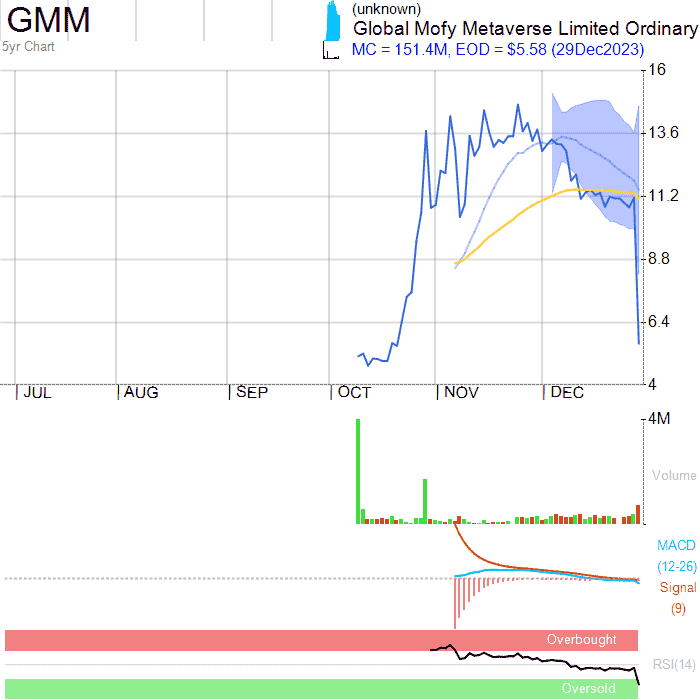 GMM
(unknown)
Global Mofy Metaverse Limited Ordinary
5yr Chart
MC = 151.4M, EOD = $5.58 (29Dec2023)
16
13.6
11.2
8.8
6.4
4
JUL AUG SEP OCT NOV DEC
4M
Volume
MACD
(12-26)
Signal
(9)
Overbought
RSI(14)
Oversold